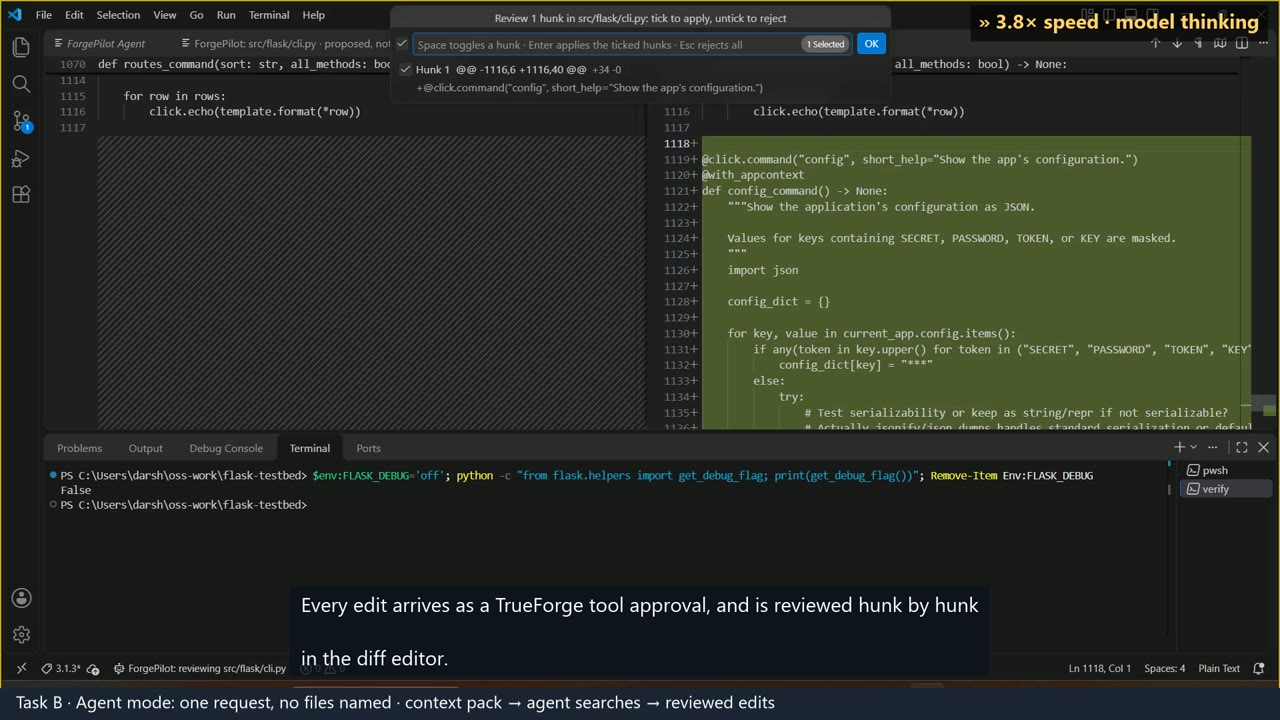 File Edit Selection View Go Run Terminal Help
Review 1 hunk in src/flask/cli.py: tick to apply, untick to reject
» 3.8× speed · model thinking
ForgePilot Agent
ForgePilot: src/flask/cli.py · proposed, not
Space toggles a hunk · Enter applies the ticked hunks · Esc rejects all
1 Selected
OK
Hunk 1 @@ -1116,6 +1116,40 @@ +34 -0
+@click.command("config", short_help="Show the app's configuration.")
1070 def routes_command(sort: str, all_methods: boo
all_methods: bool) -> None:
1114
1115 for row in rows:
1116 click.echo(template.format(*row))
1117
1116 click.echo(template.format(*row))
1117
1118+
1119+ @click.command("config", short_help="Show the app's configuration.")
1120+ @with_appcontext
1121+ def config_command() -> None:
1122+ """Show the application's configuration as JSON.
1123+
1124+ Values for keys containing SECRET, PASSWORD, TOKEN, or KEY are masked.
1125+ """
1126+ import json
1127+
1128+ config_dict = {}
1129+
1130+ for key, value in current_app.config.items():
1131+ if any(token in key.upper() for token in ("SECRET", "PASSWORD", "TOKEN", "KEY"
1132+ config_dict[key] = "***"
1133+ else:
1134+ try:
1135+ # Test serializability or keep as string/repr if not serializable?
1136+ # Actually jsonify/json dumps handles standard serialization or defau
Problems Output Debug Console Terminal Ports
PS C:\Users\darsh\oss-work\flask-testbed> $env:FLASK_DEBUG='off'; python -c "from flask.helpers import get_debug_flag; print(get_debug_flag())"; Remove-Item Env:FLASK_DEBUG
False
PS C:\Users\darsh\oss-work\flask-testbed>
pwsh
verify
1
Every edit arrives as a TrueForge tool approval, and is reviewed hunk by hunk
in the diff editor.
3.1.3* ForgePilot: reviewing src/flask/cli.py
Ln 1118, Col 1 Spaces: 4 Plain Text
Task B · Agent mode: one request, no files named · context pack → agent searches → reviewed edits